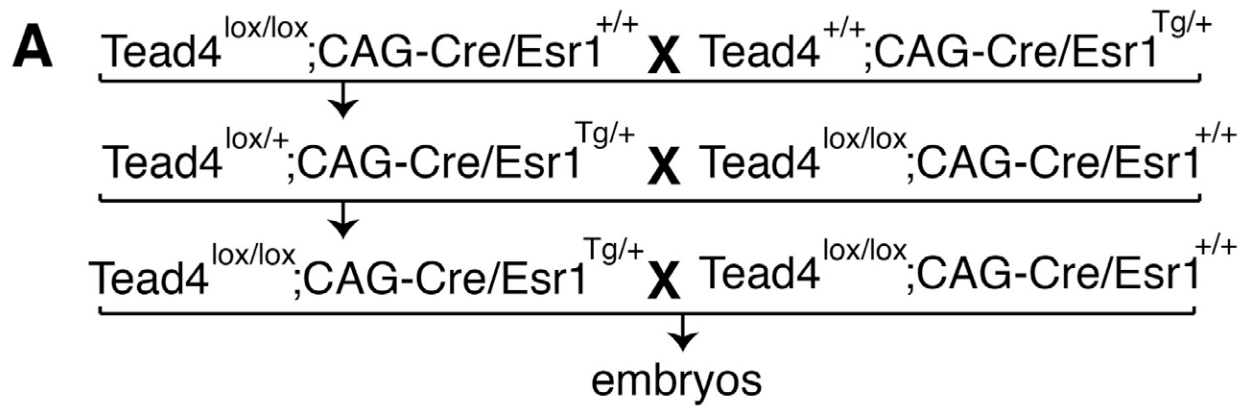 A Tead4lox/lox;CAG-Cre/Esr1+/+ X Tead4+/+;CAG-Cre/Esr1Tg/+
Tead4lox/+;CAG-Cre/Esr1Tg/+ X Tead4lox/lox;CAG-Cre/Esr1+/+
Tead4lox/lox;CAG-Cre/Esr1Tg/+ X Tead4lox/lox;CAG-Cre/Esr1+/+
embryos